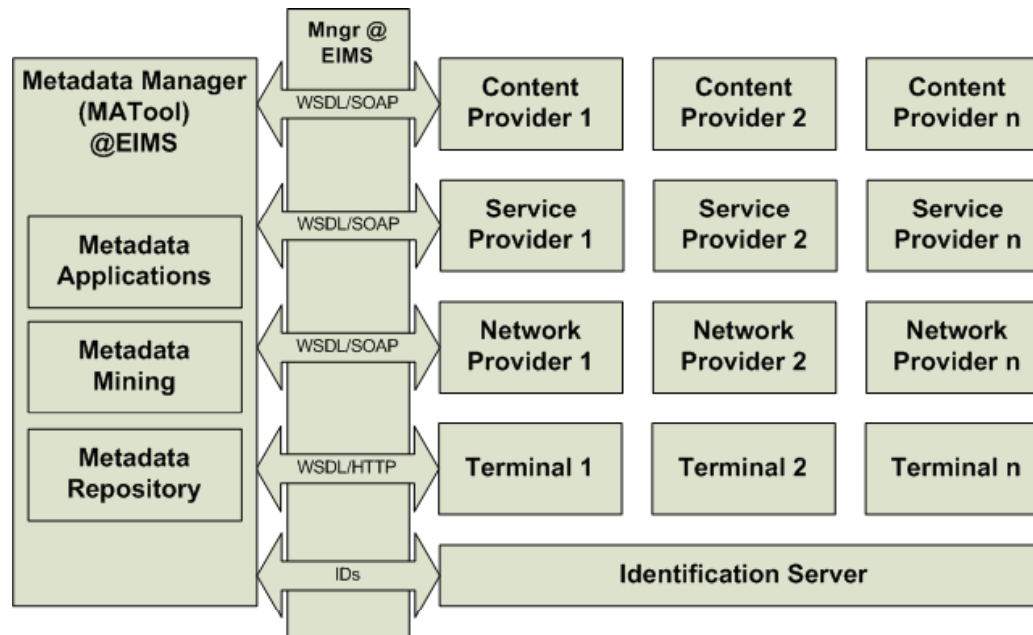 Mngr @
EIMS
Metadata Manager
(MATool)
@EIMS
Metadata
Applications
Metadata
Mining
Metadata
Repository
WSDL/SOAP
Content
Provider 1
Content
Provider 2
Content
Provider n
WSDL/SOAP
Service
Provider 1
Service
Provider 2
Service
Provider n
WSDL/SOAP
Network
Provider 1
Network
Provider 2
Network
Provider n
WSDL/HTTP
Terminal 1
Terminal 2
Terminal n
IDs
Identification Server